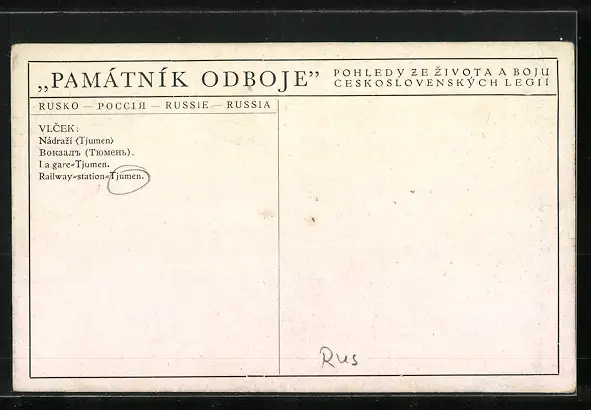 „PAMÁTNÍK ODBOJE”
POHLEDY ZE ŽIVOTA A BOJU
ČESKOSLOVENSKÝCH LEGIÍ
RUSKO — РОССІЯ — RUSSIE — RUSSIA
VLČEK:
Nádraží (Tjumen)
Вокзалъ (Тюмень).
La gare-Tjumen.
Railway-station-Tjumen.
Rus